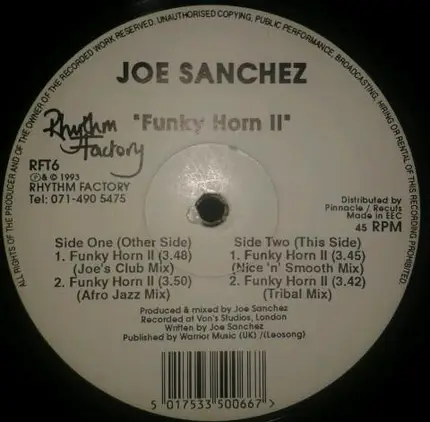 ALL RIGHTS OF THE PRODUCER AND OF THE OWNER OF THE RECORDED WORK RESERVED. UNAUTHORISED COPYING, PUBLIC PERFORMANCE, BROADCASTING, HIRING OR RENTAL OF THIS RECORDING PROHIBITED.
JOE SANCHEZ
Rhythm Factory
"Funky Horn II"
RFT6
℗ & © 1993
RHYTHM FACTORY
Tel: 071-490 5475
Distributed by
Pinnacle / Recuts
Made in EEC
45 RPM
Side One (Other Side)
1. Funky Horn II (3.48)
(Joe's Club Mix)
2. Funky Horn II (3.50)
(Afro Jazz Mix)
Side Two (This Side)
1. Funky Horn II (3.45)
(Nice 'n' Smooth Mix)
2. Funky Horn II (3.42)
(Tribal Mix)
Produced & mixed by Joe Sanchez
Recorded at Von's Studios, London
Written by Joe Sanchez
Published by Warrior Music (UK) /(Leosong)
5 017533 500667 >